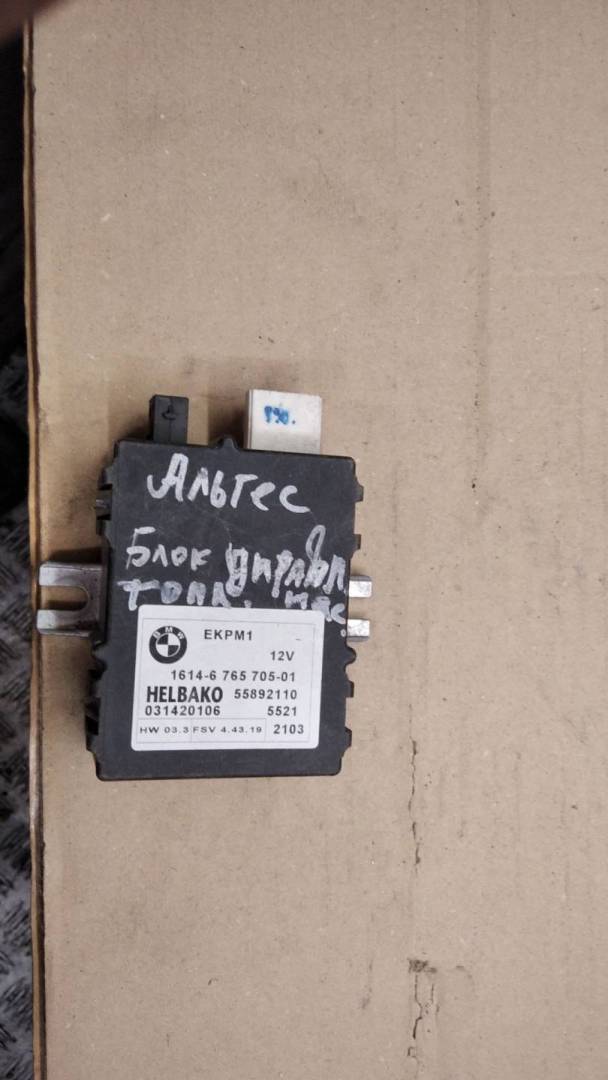 Альтес
Блок управл.
топл. нас.
BMW
EKPM1
12V
1614-6 765 705-01
HELBAKO 55892110
031420106 5521
HW 03.3 FSV 4.43.19 2103